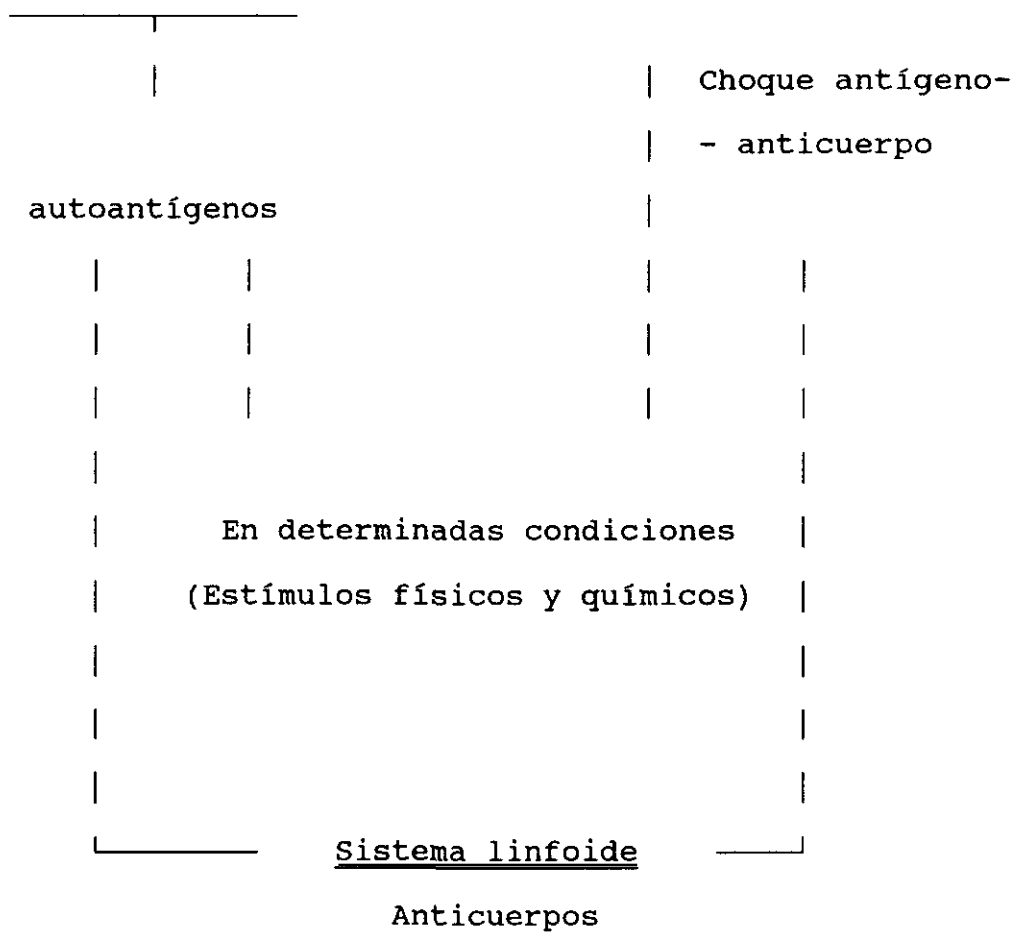 Choque antígeno-
- anticuerpo
autoantígenos
En determinadas condiciones
(Estímulos físicos y químicos)
Sistema linfoide
Anticuerpos